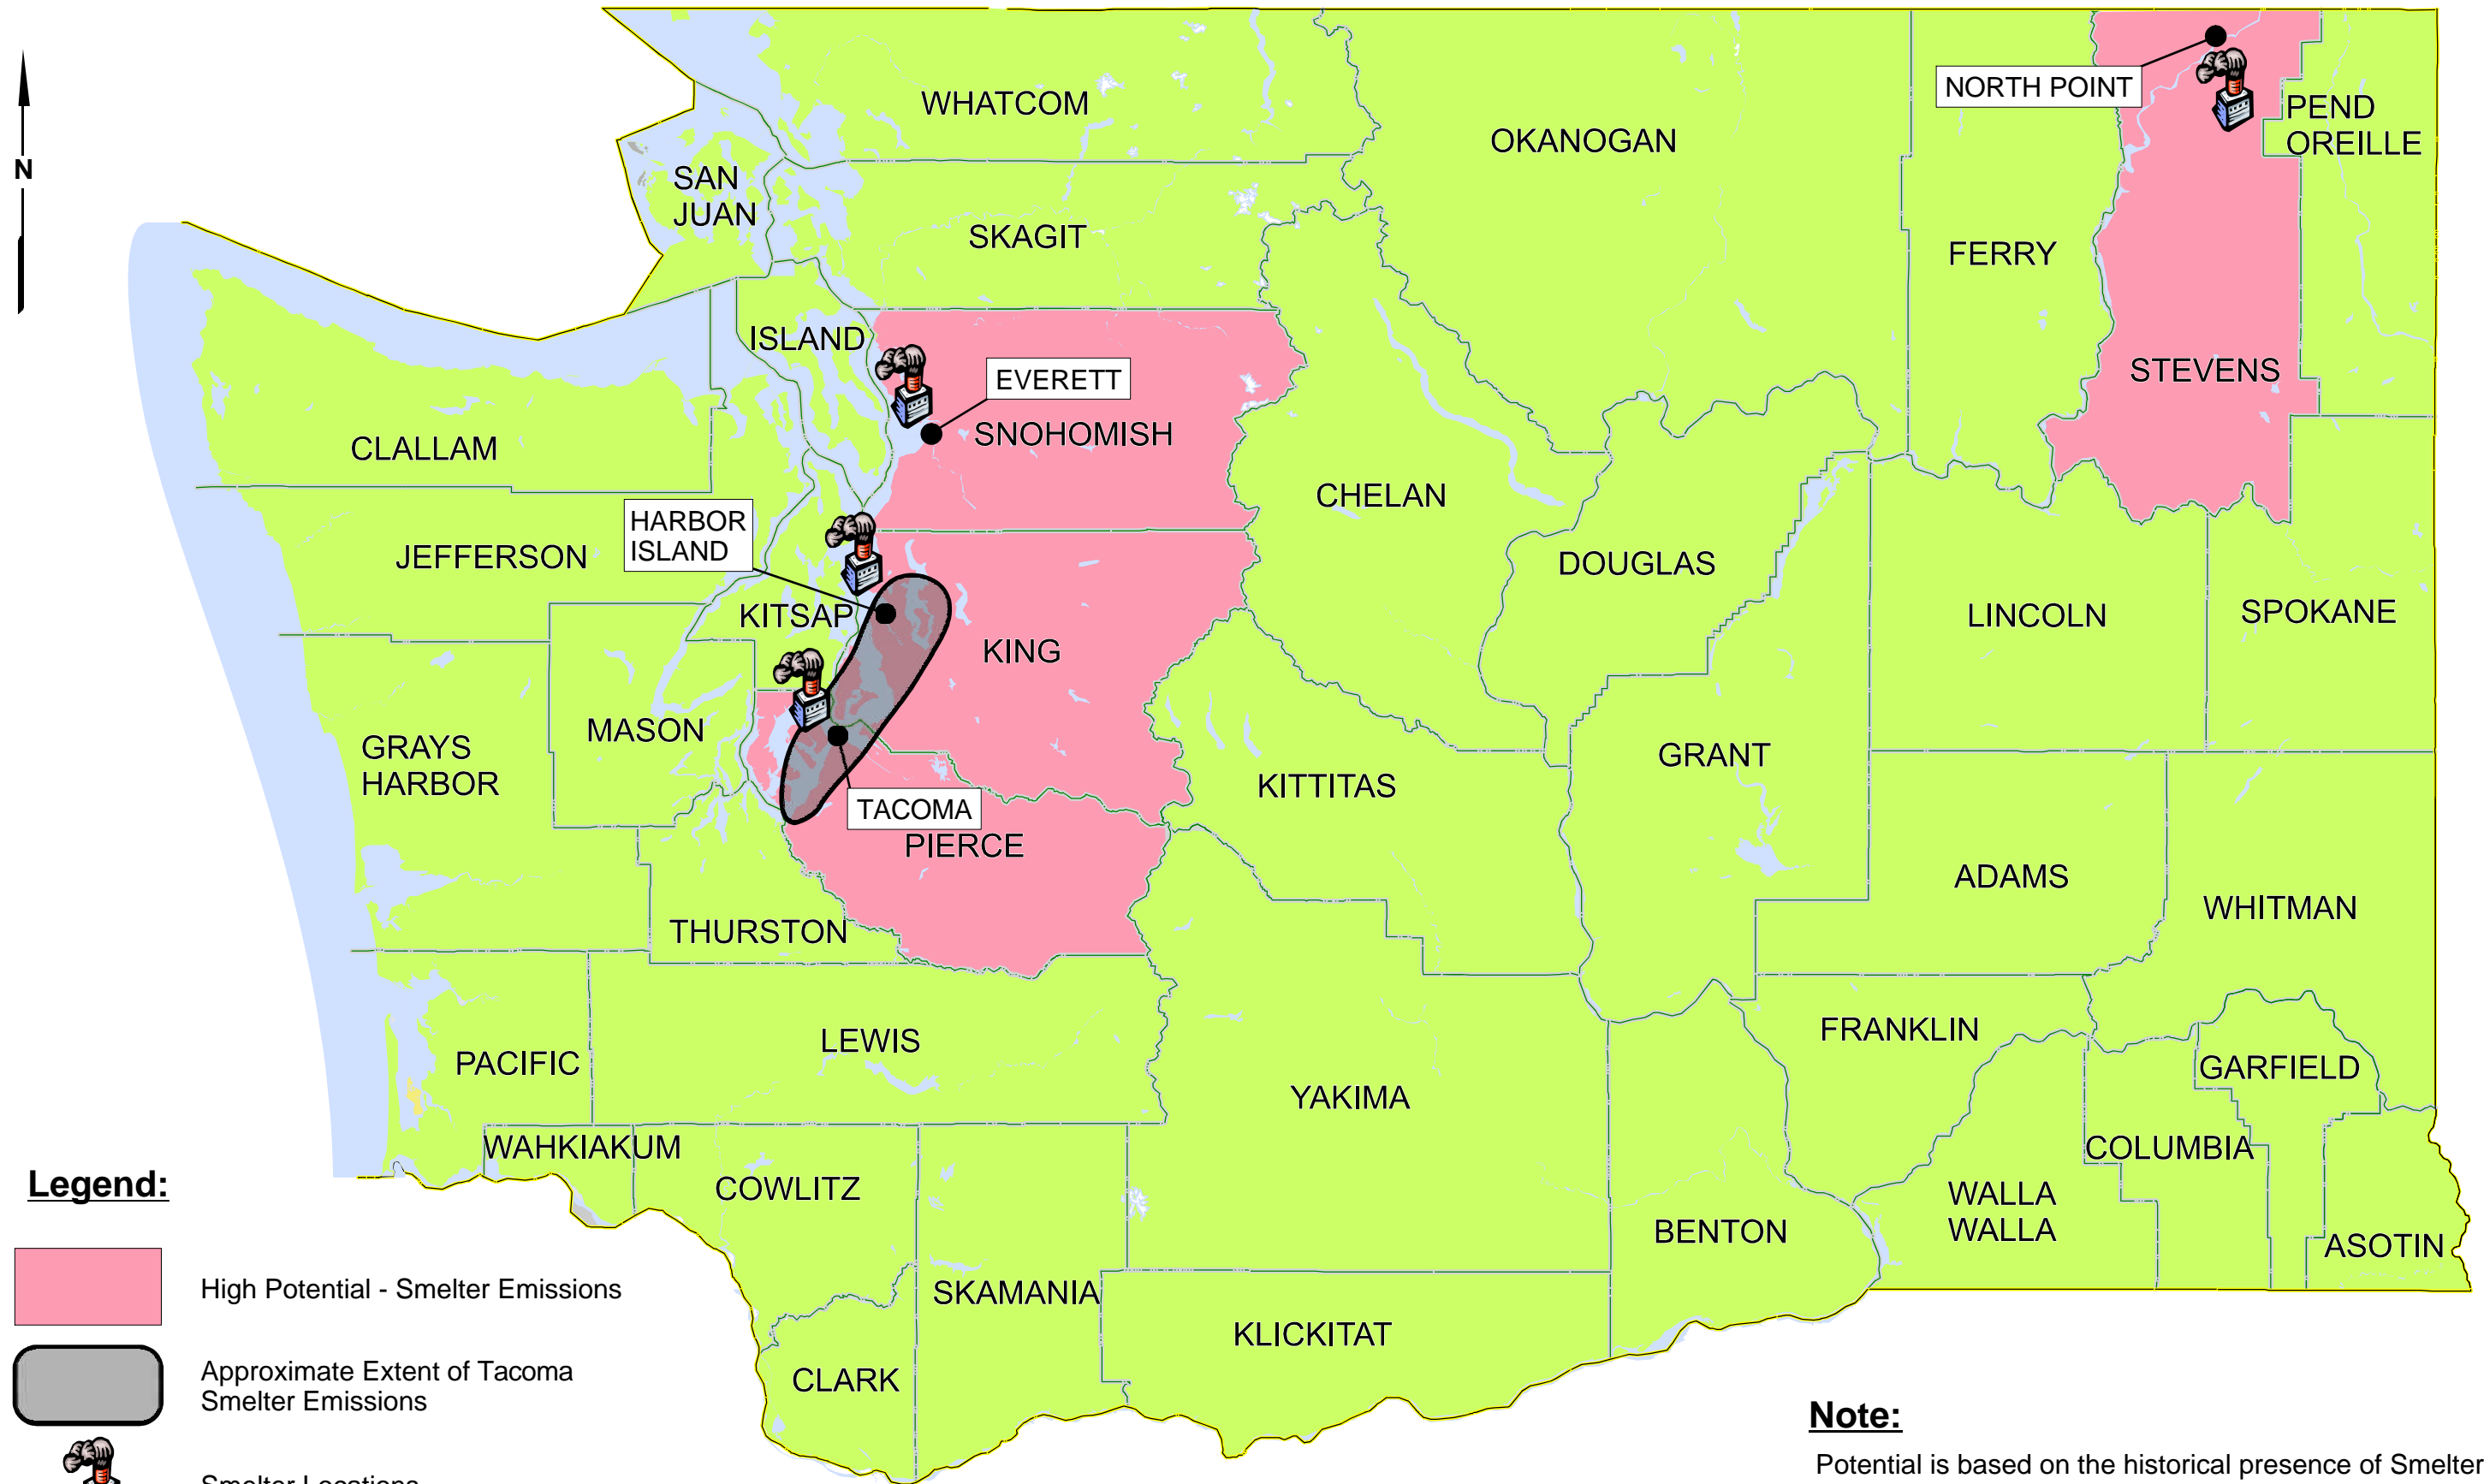 N
WHATCOM
SAN
JUAN
SKAGIT
ISLAND
OKANOGAN
NORTH POINT
PEND
OREILLE
FERRY
STEVENS
EVERETT
SNOHOMISH
CLALLAM
CHELAN
HARBOR
ISLAND
JEFFERSON
DOUGLAS
KITSAP
LINCOLN
SPOKANE
KING
MASON
GRAYS
HARBOR
GRANT
KITTITAS
TACOMA
PIERCE
ADAMS
WHITMAN
THURSTON
FRANKLIN
LEWIS
PACIFIC
GARFIELD
YAKIMA
WAHKIAKUM
COLUMBIA
COWLITZ
WALLA
WALLA
BENTON
ASOTIN
SKAMANIA
KLICKITAT
CLARK
Legend:
High Potential - Smelter Emissions
Approximate Extent of Tacoma
Smelter Emissions
Smelter Locations
Note:
Potential is based on the historical presence of Smelter